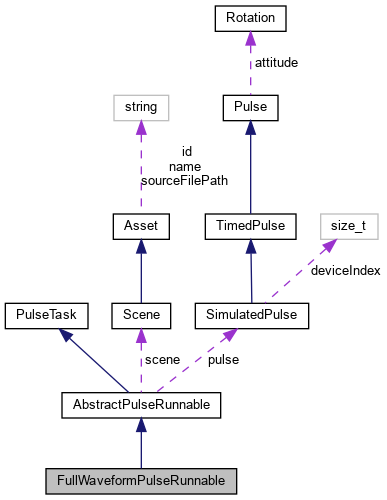 Rotation
attitude
string
Pulse
id
name
sourceFilePath
Asset
TimedPulse
size_t
deviceIndex
PulseTask
Scene
SimulatedPulse
scene
pulse
AbstractPulseRunnable
FullWaveformPulseRunnable